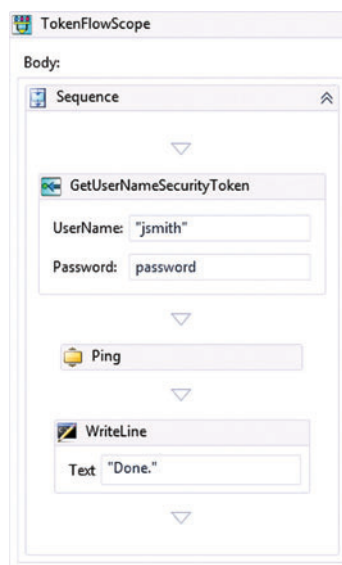 TokenFlowScope
Body:
Sequence
GetUserNameSecurityToken
UserName: "jsmith"
Password: password
Ping
WriteLine
Text "Done."